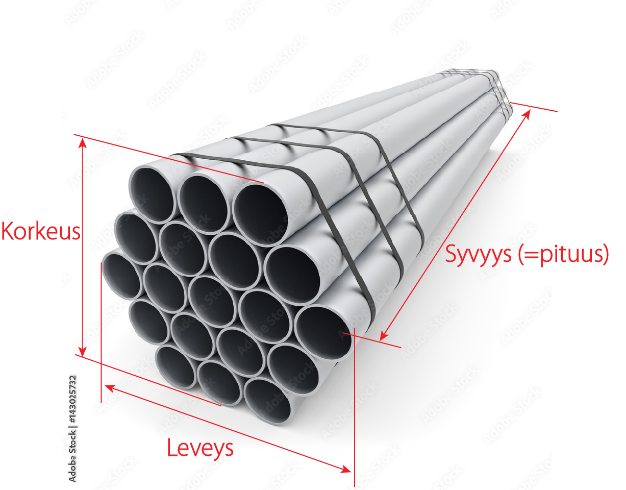 Korkeus
Syvyys (=pituus)
Leveys
Adobe Stock | #143025732